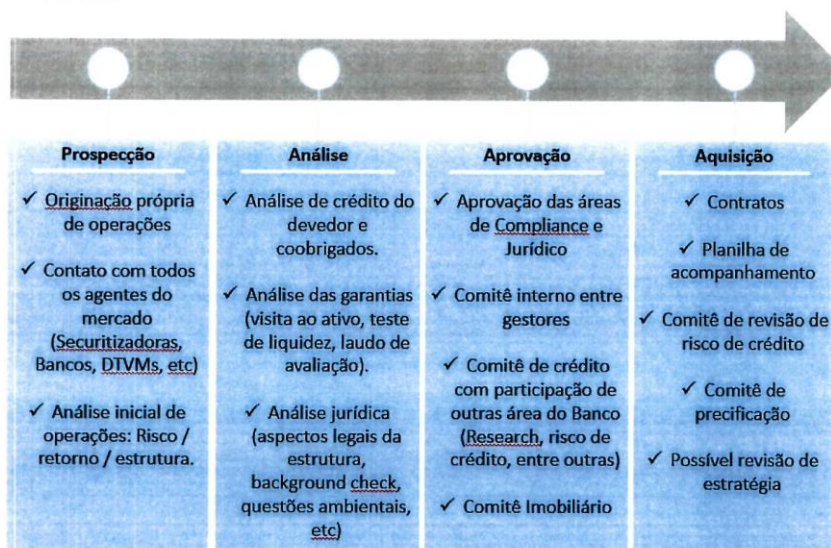 Prospecção
✓ Originação própria
de operações
✓ Contato com todos
os agentes do
mercado
(Securitizadoras,
Bancos, DTVMs, etc)
✓ Análise inicial de
operações: Risco /
retorno / estrutura.
Análise
✓ Análise de crédito do
devedor e
coobrigados.
✓ Análise das garantias
(visita ao ativo, teste
de liquidez, laudo de
avaliação).
✓ Análise jurídica
(aspectos legais da
estrutura,
background check,
questões ambientais,
etc)
Aprovação
✓ Aprovação das áreas
de Compliance e
Jurídico
✓ Comitê interno entre
gestores
✓ Comitê de crédito
com participação de
outras área do Banco
(Research, risco de
crédito, entre outras)
✓ Comitê Imobiliário
Aquisição
✓ Contratos
✓ Planilha de
acompanhamento
✓ Comitê de revisão de
risco de crédito
✓ Comitê de
precificação
✓ Possível revisão de
estratégia